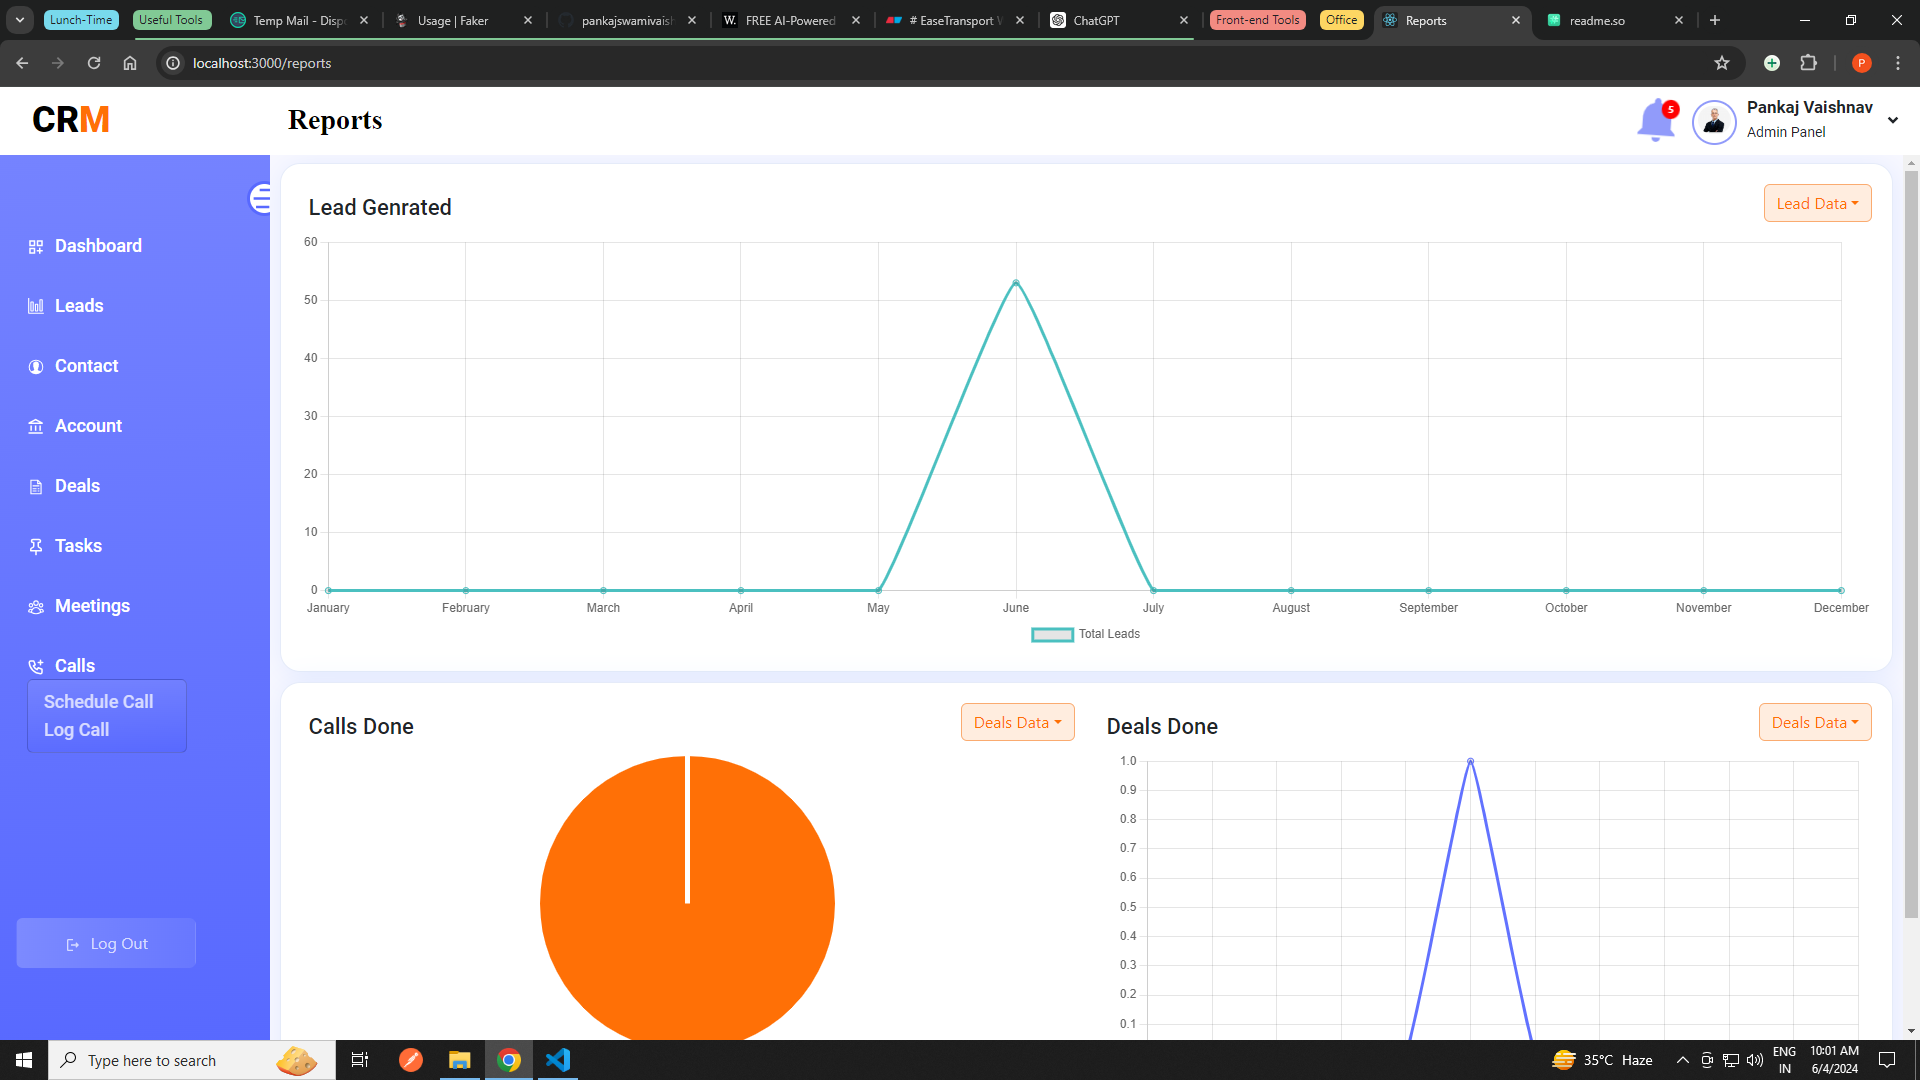 Lunch-Time
Useful Tools
Temp Mail - Dispo
Usage | Faker
pankajswamivaish
FREE AI-Powered
# EaseTransport
ChatGPT
Front-end Tools
Office
Reports
readme.so
localhost:3000/reports
P
CRM
Reports
5
Pankaj Vaishnav
Admin Panel
Dashboard
Leads
Contact
Account
Deals
Tasks
Meetings
Calls
Schedule Call
Log Call
Log Out
Lead Genrated
Lead Data
60
50
40
30
20
10
0
January February March April May June July August September October November December
Total Leads
Calls Done
Deals Data
Deals Done
Deals Data
1.0
0.9
0.8
0.7
0.6
0.5
0.4
0.3
0.2
0.1
Type here to search
35°C Haze
ENG
IN
10:01 AM
6/4/2024